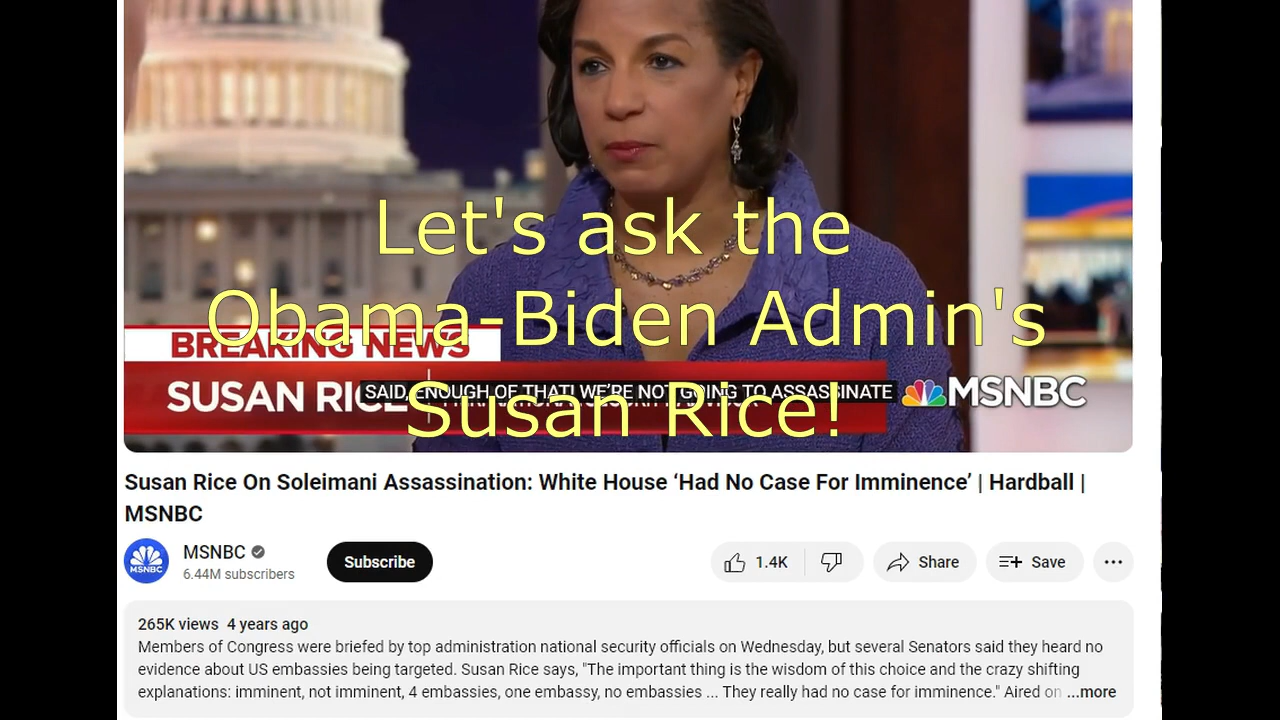 Let's ask the
Obama-Biden Admin's
Susan Rice!
BREAKING NEWS
SUSAN RICE
SAID, ENOUGH OF THAT! WE'RE NOT GOING TO ASSASSINATE
MSNBC
Susan Rice On Soleimani Assassination: White House ‘Had No Case For Imminence’ | Hardball |
MSNBC
MSNBC
MSNBC
6.44M subscribers
Subscribe
1.4K
Share
Save
265K views 4 years ago
Members of Congress were briefed by top administration national security officials on Wednesday, but several Senators said they heard no
evidence about US embassies being targeted. Susan Rice says, "The important thing is the wisdom of this choice and the crazy shifting
explanations: imminent, not imminent, 4 embassies, one embassy, no embassies ... They really had no case for imminence." Aired on ...more